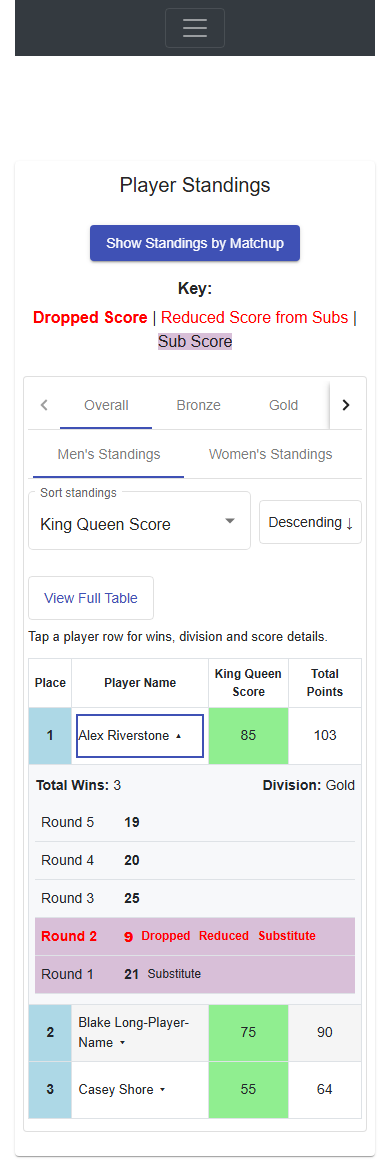 Player Standings
Show Standings by Matchup
Key:
Dropped Score | Reduced Score from Subs |
Sub Score
Overall Bronze Gold
Men's Standings Women's Standings
Sort standings
King Queen Score
Descending ↓
View Full Table
Tap a player row for wins, division and score details.
Place Player Name King Queen Score Total Points
1 Alex Riverstone ▴ 85 103
Total Wins: 3 Division: Gold
Round 5 19
Round 4 20
Round 3 25
Round 2 9 Dropped Reduced Substitute
Round 1 21 Substitute
2 Blake Long-Player-Name ▾ 75 90
3 Casey Shore ▾ 55 64